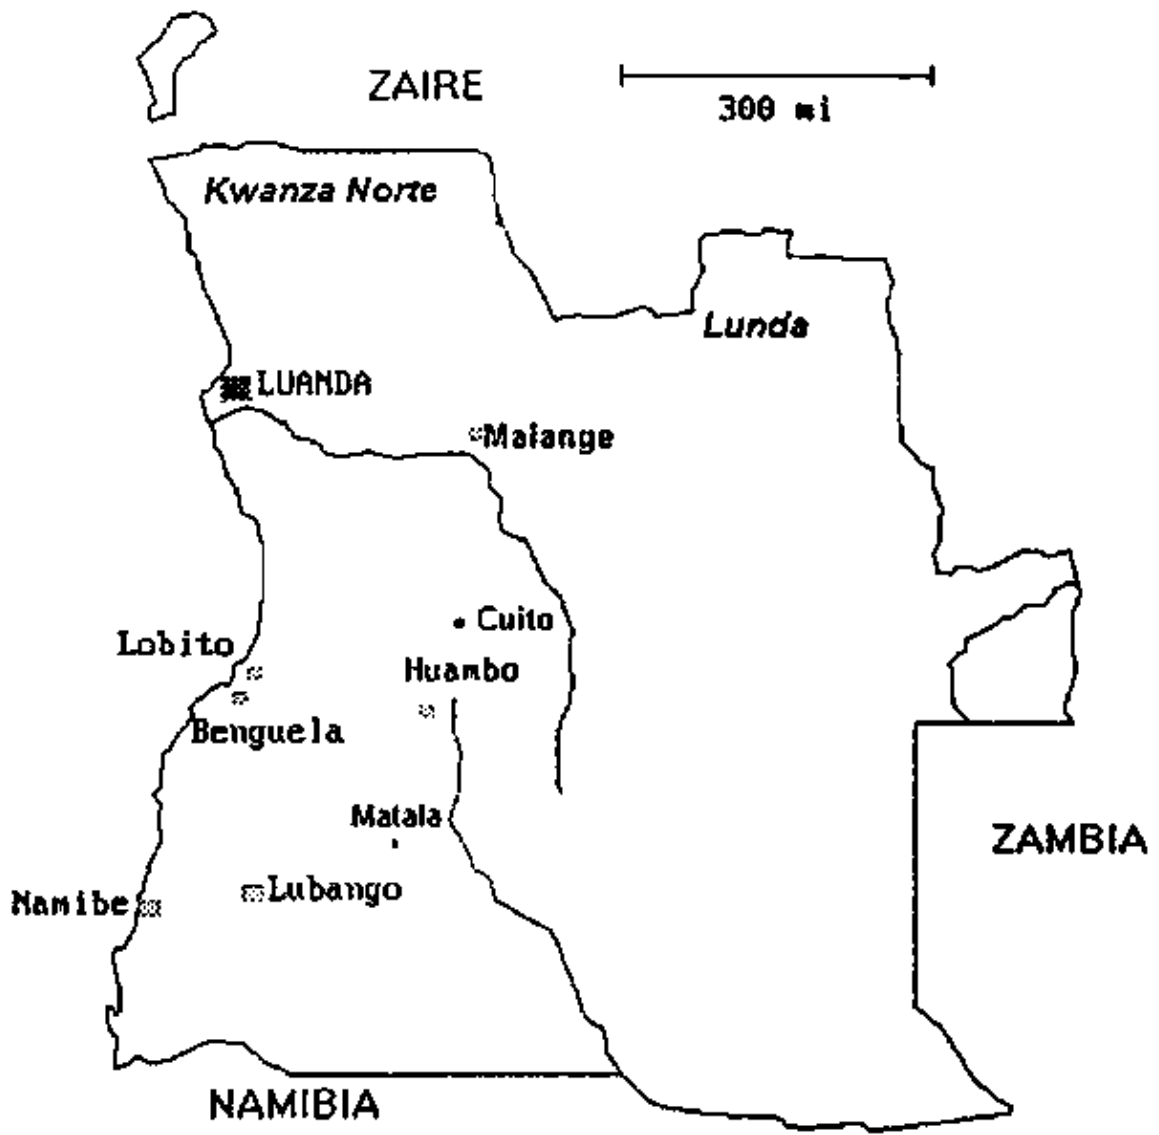 ZAIRE
300 mi
Kwanza Norte
Lunda
LUANDA
Malange
Cuito
Lobito
Huambo
Benguela
Matala
ZAMBIA
Lubango
Namibe
NAMIBIA